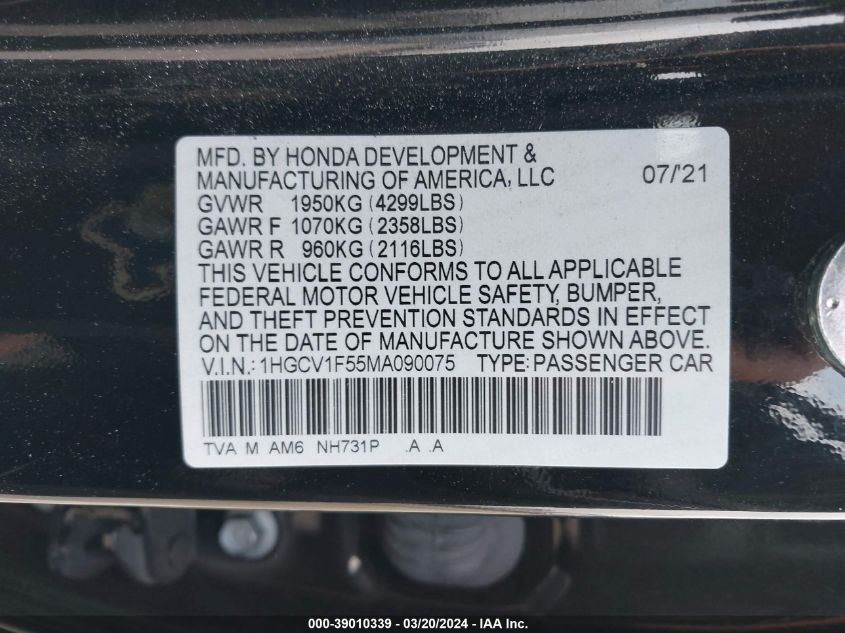 MFD. BY HONDA DEVELOPMENT &
MANUFACTURING OF AMERICA, LLC 07/'21
GVWR 1950KG (4299LBS)
GAWR F 1070KG (2358LBS)
GAWR R 960KG (2116LBS)
THIS VEHICLE CONFORMS TO ALL APPLICABLE
FEDERAL MOTOR VEHICLE SAFETY, BUMPER,
AND THEFT PREVENTION STANDARDS IN EFFECT
ON THE DATE OF MANUFACTURE SHOWN ABOVE.
V.I.N.: 1HGCV1F55MA090075 TYPE: PASSENGER CAR
TVA M AM6 NH731P .A .A
000-39010339 - 03/20/2024 - IAA Inc.